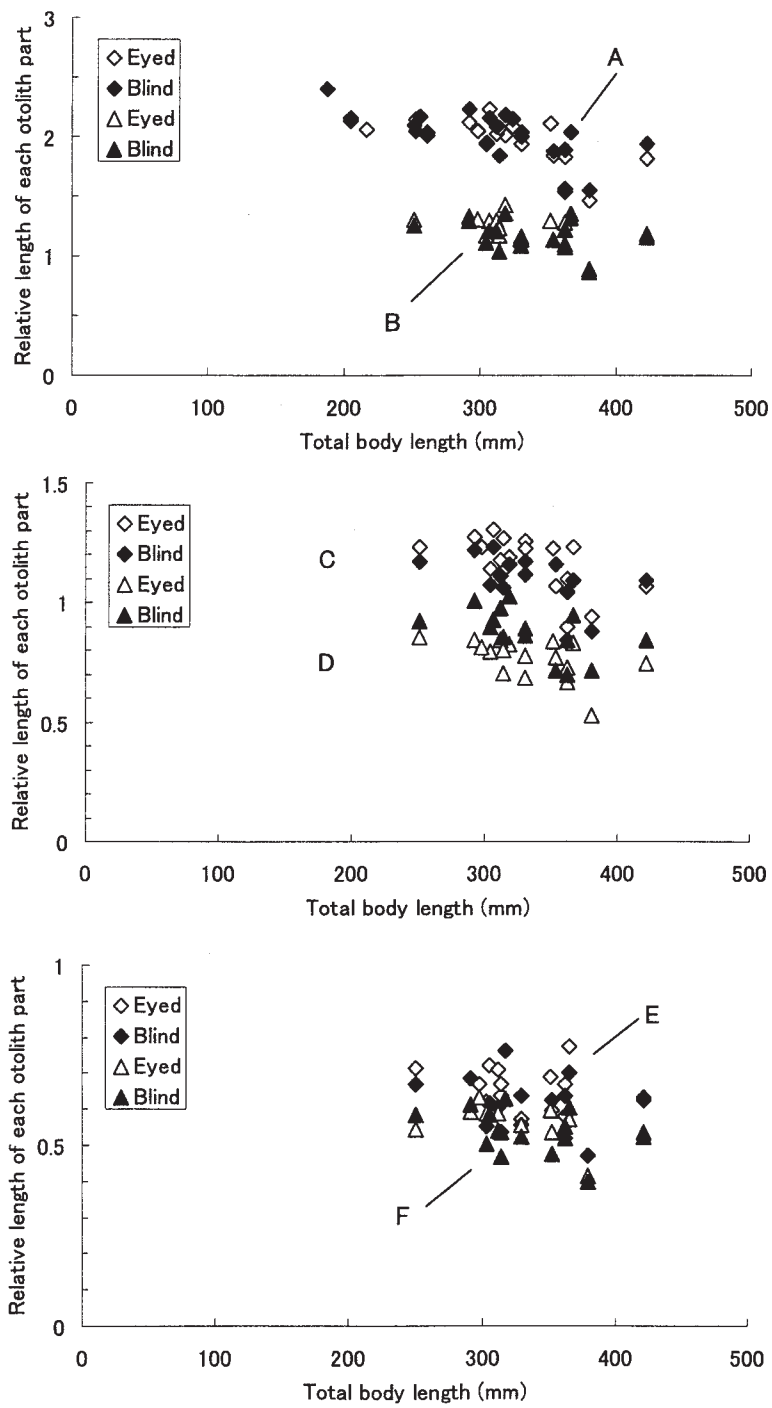 3
◇Eyed
◆Blind
△Eyed
▲Blind
A
2
1
B
0
0 100 200 300 400 500
Total body length (mm)
Relative length of each otolith part
1.5
◇Eyed
◆Blind
△Eyed
▲Blind
C
1
D
0.5
0
0 100 200 300 400 500
Total body length (mm)
Relative length of each otolith part
1
◇Eyed
◆Blind
△Eyed
▲Blind
E
0.5
F
0
0 100 200 300 400 500
Total body length (mm)
Relative length of each otolith part